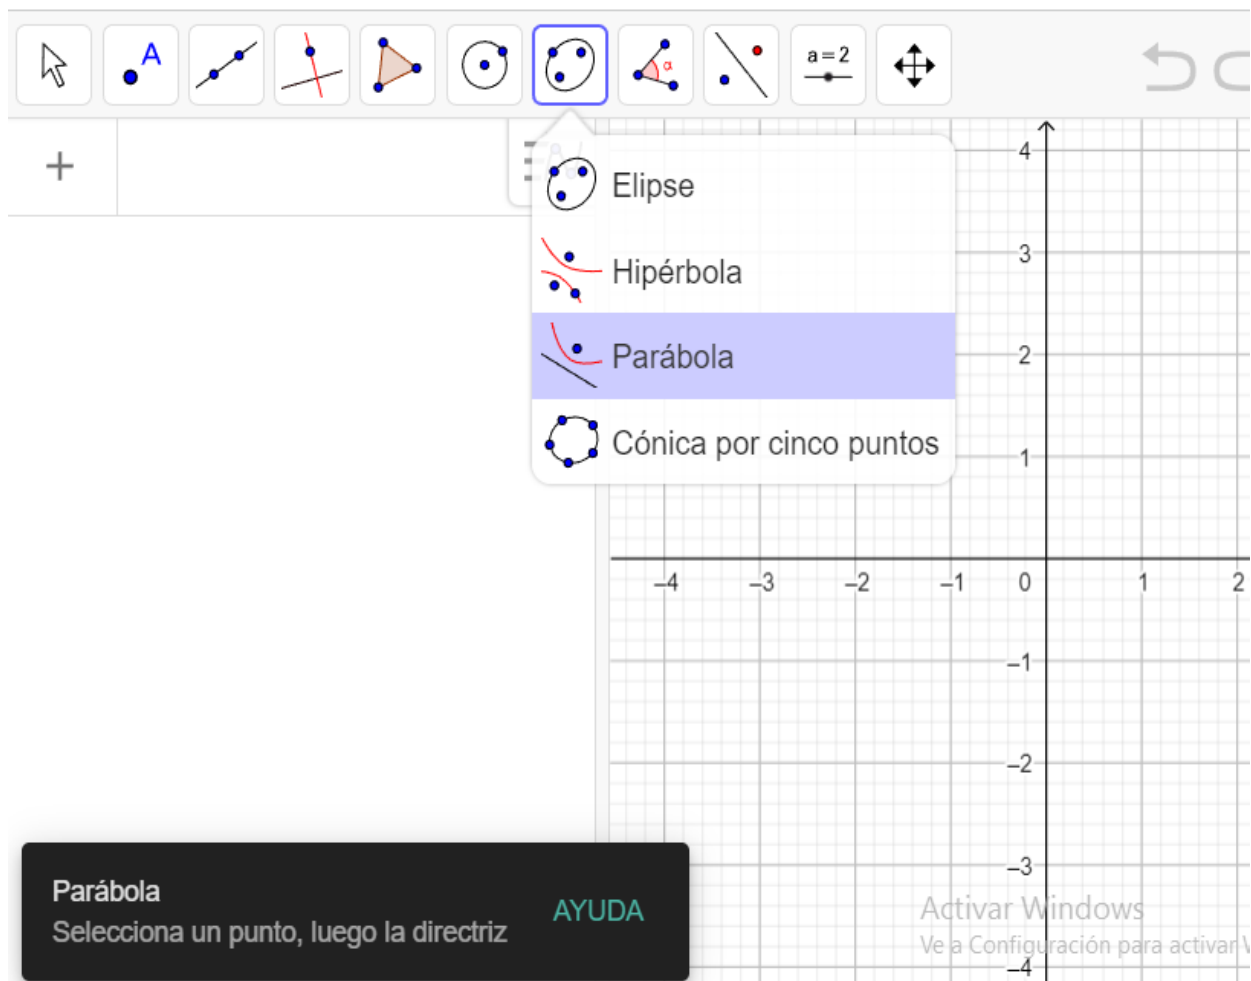 A
α
a = 2
+
Elipse
Hipérbola
Parábola
Cónica por cinco puntos
4
3
2
1
–4 –3 –2 –1 0 1 2
–1
–2
–3
–4
Parábola
Selecciona un punto, luego la directriz
AYUDA
Activar Windows
Ve a Configuración para activar